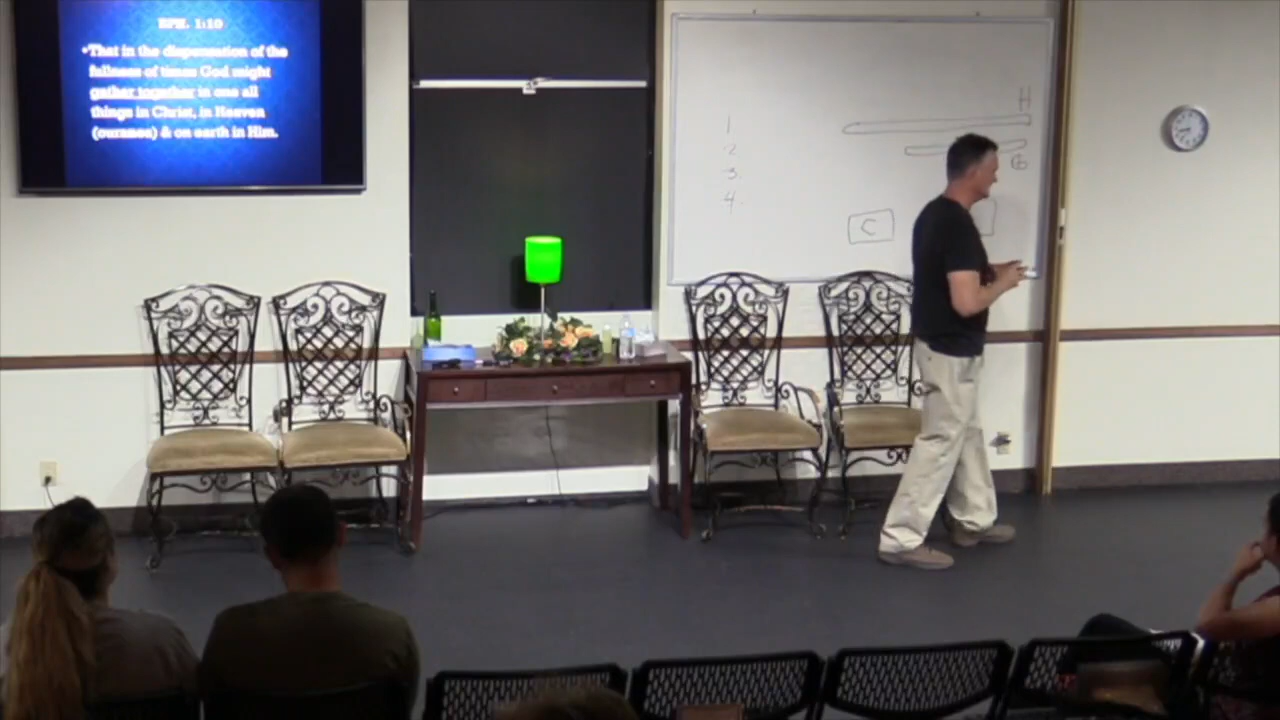 EPH. 1:10
•That in the dispensation of the
fullness of times God might
gather together in one all
things in Christ, in Heaven
(ouranos) & on earth in Him.
H
1
2
G
3.
4.
C